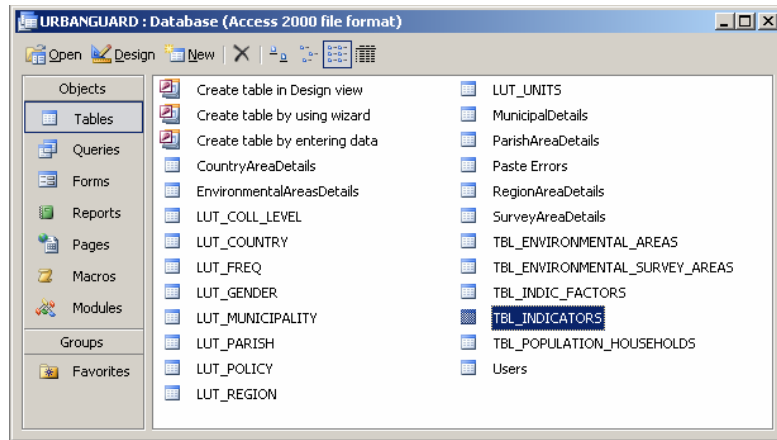 URBANGUARD : Database (Access 2000 file format)
Open Design New
Objects
Tables
Queries
Forms
Reports
Pages
Macros
Modules
Groups
Favorites
Create table in Design view
Create table by using wizard
Create table by entering data
CountryAreaDetails
EnvironmentalAreasDetails
LUT_COLL_LEVEL
LUT_COUNTRY
LUT_FREQ
LUT_GENDER
LUT_MUNICIPALITY
LUT_PARISH
LUT_POLICY
LUT_REGION
LUT_UNITS
MunicipalDetails
ParishAreaDetails
Paste Errors
RegionAreaDetails
SurveyAreaDetails
TBL_ENVIRONMENTAL_AREAS
TBL_ENVIRONMENTAL_SURVEY_AREAS
TBL_INDIC_FACTORS
TBL_INDICATORS
TBL_POPULATION_HOUSEHOLDS
Users